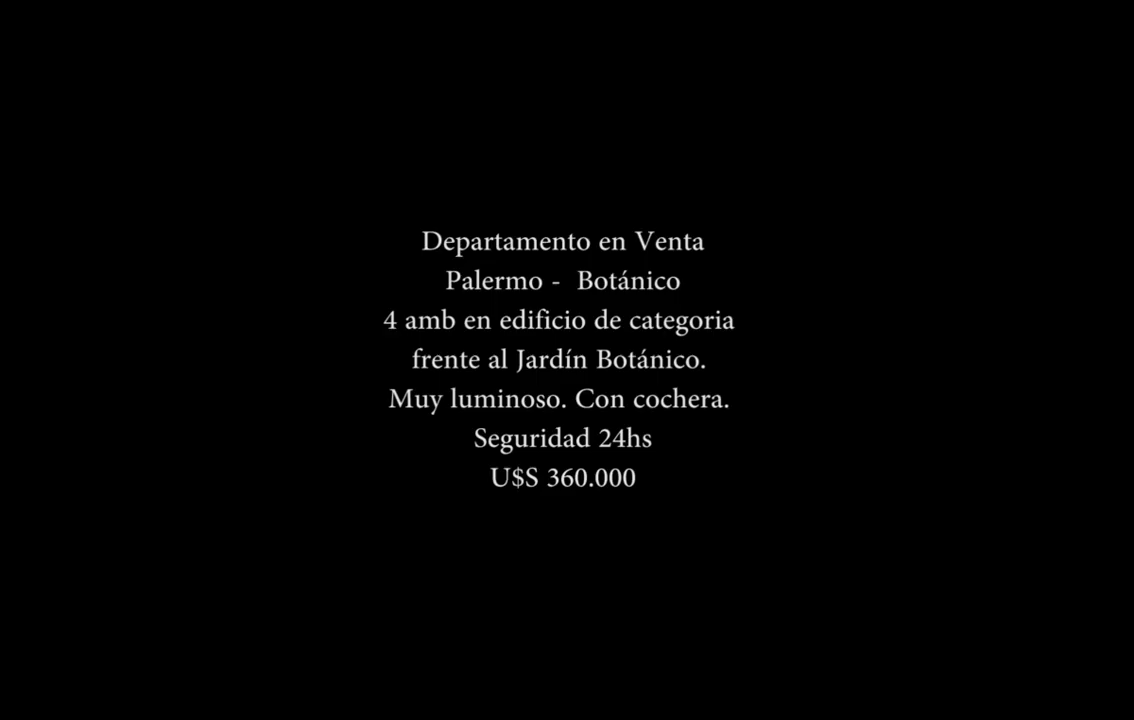 Departamento en Venta
Palermo -  Botánico
4 amb en edificio de categoria
frente al Jardín Botánico.
Muy luminoso. Con cochera.
Seguridad 24hs
U$S 360.000